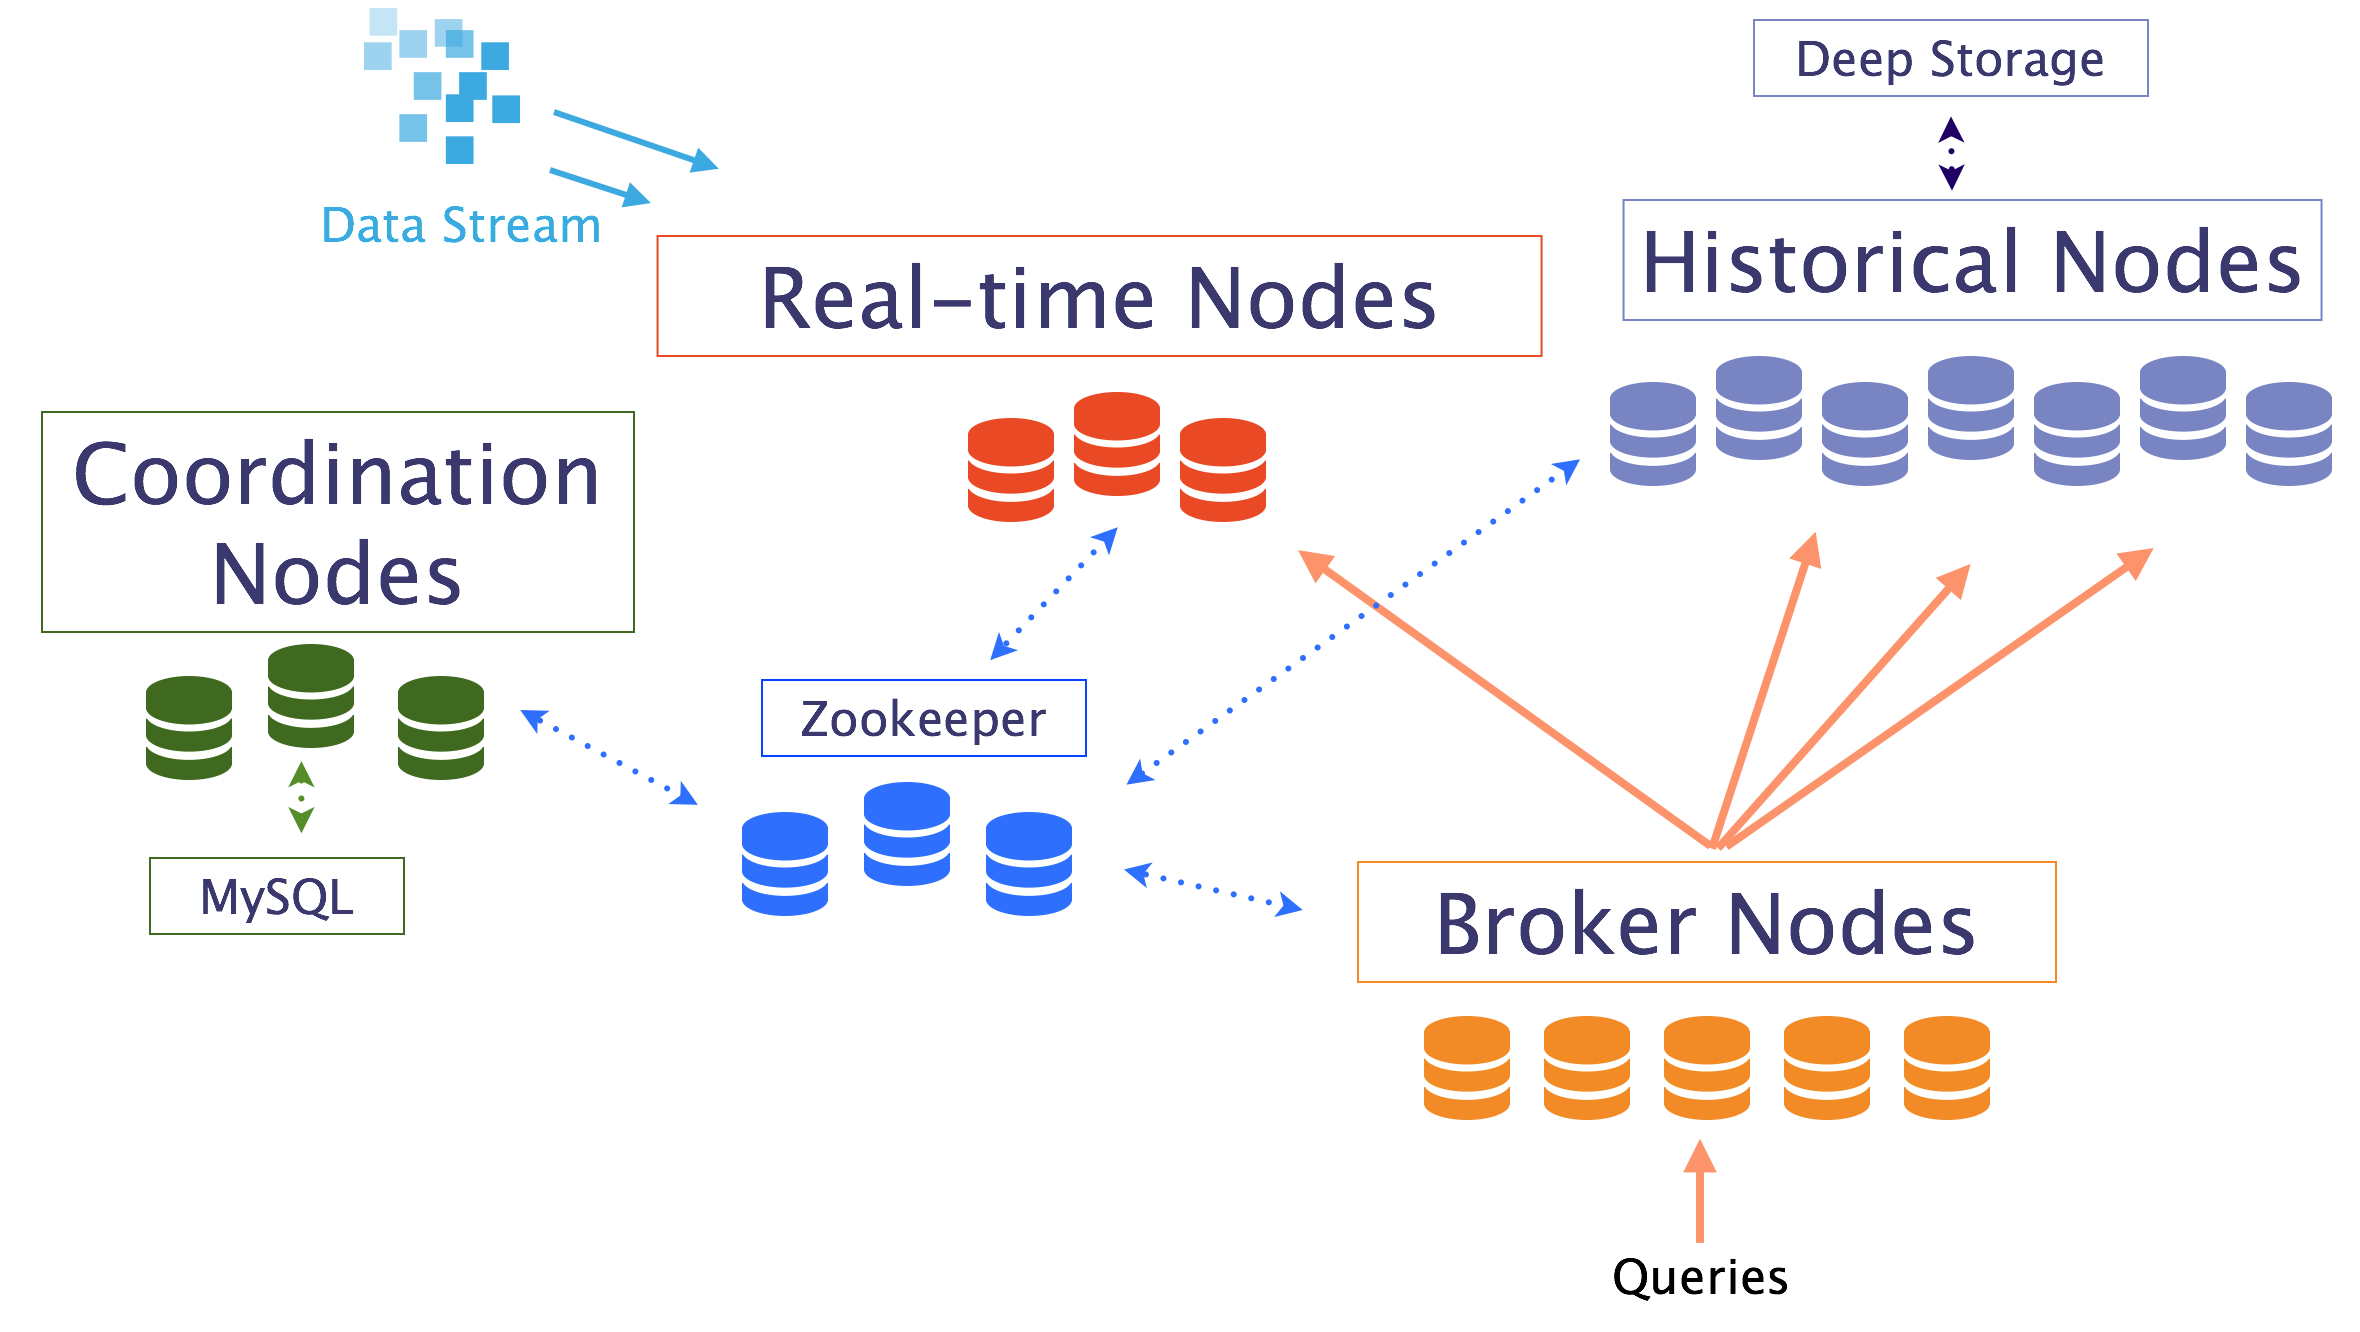 Deep Storage
Data Stream
Historical Nodes
Real-time Nodes
Coordination
Nodes
Zookeeper
MySQL
Broker Nodes
Queries